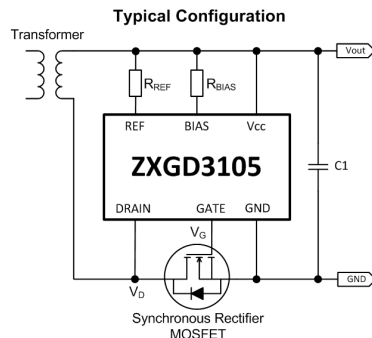 Typical Configuration
Transformer
Vout
RREF
RBIAS
REF
BIAS
Vcc
ZXGD3105
C1
DRAIN
GATE
GND
VG
VD
GND
Synchronous Rectifier
MOSFET